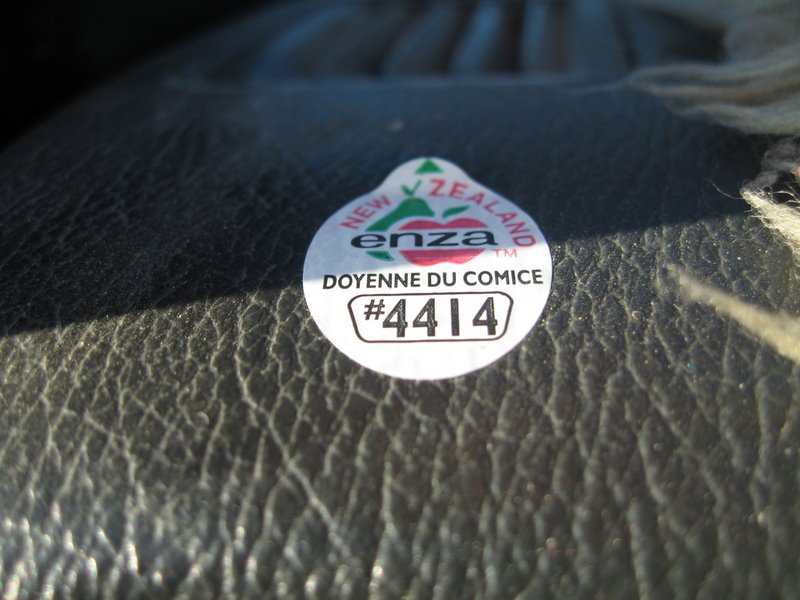 NEW ZEALAND
enza
TM
DOYENNE DU COMICE
#4414